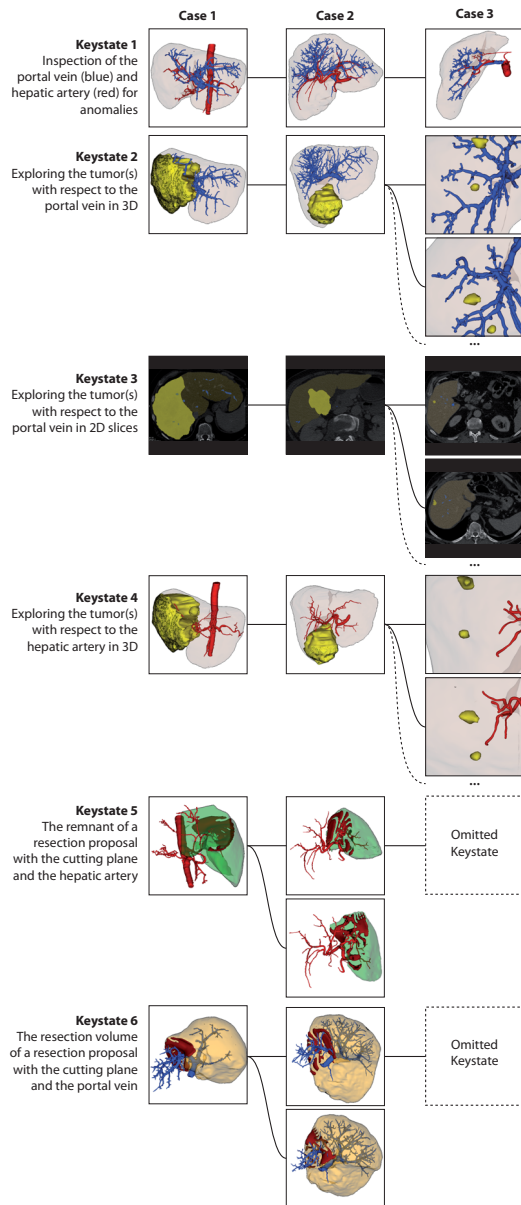 Case 1
Case 2
Case 3
Keystate 1
Inspection of the
portal vein (blue) and
hepatic artery (red) for
anomalies
Keystate 2
Exploring the tumor(s)
with respect to the
portal vein in 3D
...
Keystate 3
Exploring the tumor(s)
with respect to the
portal vein in 2D slices
...
Keystate 4
Exploring the tumor(s)
with respect to the
hepatic artery in 3D
...
Keystate 5
The remnant of a
resection proposal
with the cutting plane
and the hepatic artery
Omitted
Keystate
Keystate 6
The resection volume
of a resection proposal
with the cutting plane
and the portal vein
Omitted
Keystate